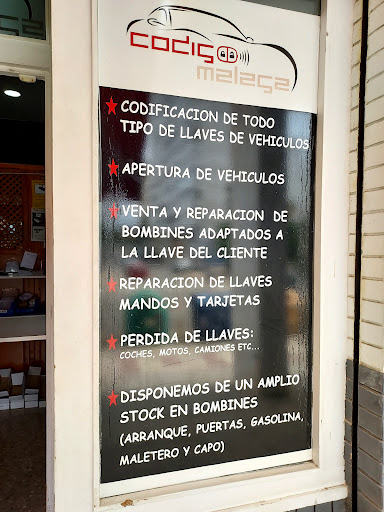 codigo
malaga
CODIFICACION DE TODO
TIPO DE LLAVES DE VEHICULOS
APERTURA DE VEHICULOS
VENTA Y REPARACION DE
BOMBINES ADAPTADOS A
LA LLAVE DEL CLIENTE
REPARACION DE LLAVES
MANDOS Y TARJETAS
PERDIDA DE LLAVES:
COCHES, MOTOS, CAMIONES ETC...
DISPONEMOS DE UN AMPLIO
STOCK EN BOMBINES
(ARRANQUE, PUERTAS, GASOLINA,
MALETERO Y CAPO)